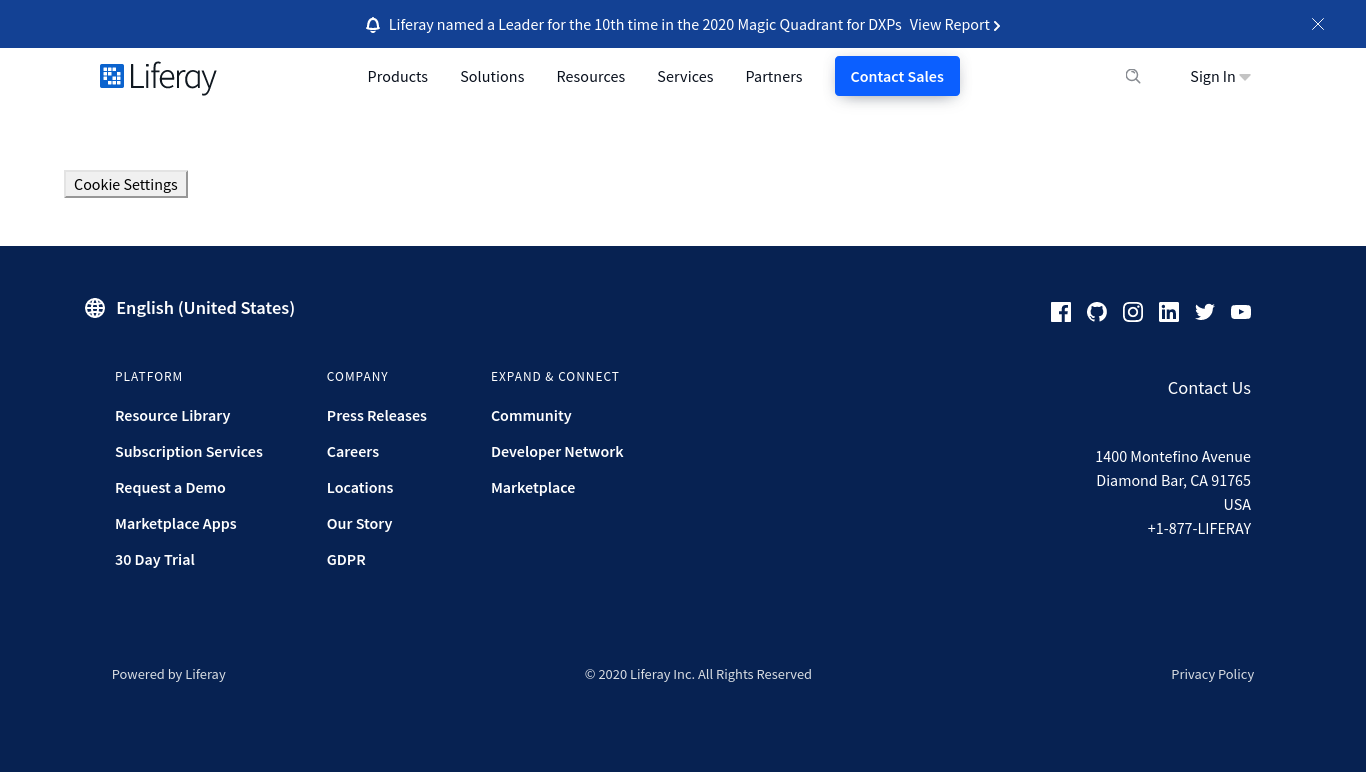 Liferay named a Leader for the 10th time in the 2020 Magic Quadrant for DXPs View Report
Liferay Products Solutions Resources Services Partners Contact Sales Sign In
Cookie Settings
English (United States)
PLATFORM
Resource Library
Subscription Services
Request a Demo
Marketplace Apps
30 Day Trial
COMPANY
Press Releases
Careers
Locations
Our Story
GDPR
EXPAND & CONNECT
Community
Developer Network
Marketplace
Contact Us
1400 Montefino Avenue
Diamond Bar, CA 91765
USA
+1-877-LIFERAY
Powered by Liferay
© 2020 Liferay Inc. All Rights Reserved
Privacy Policy